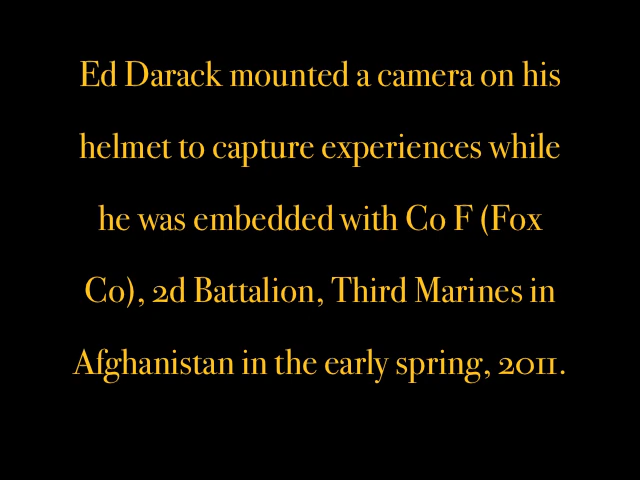 Ed Darack mounted a camera on his
helmet to capture experiences while
he was embedded with Co F (Fox
Co), 2d Battalion, Third Marines in
Afghanistan in the early spring, 2011.